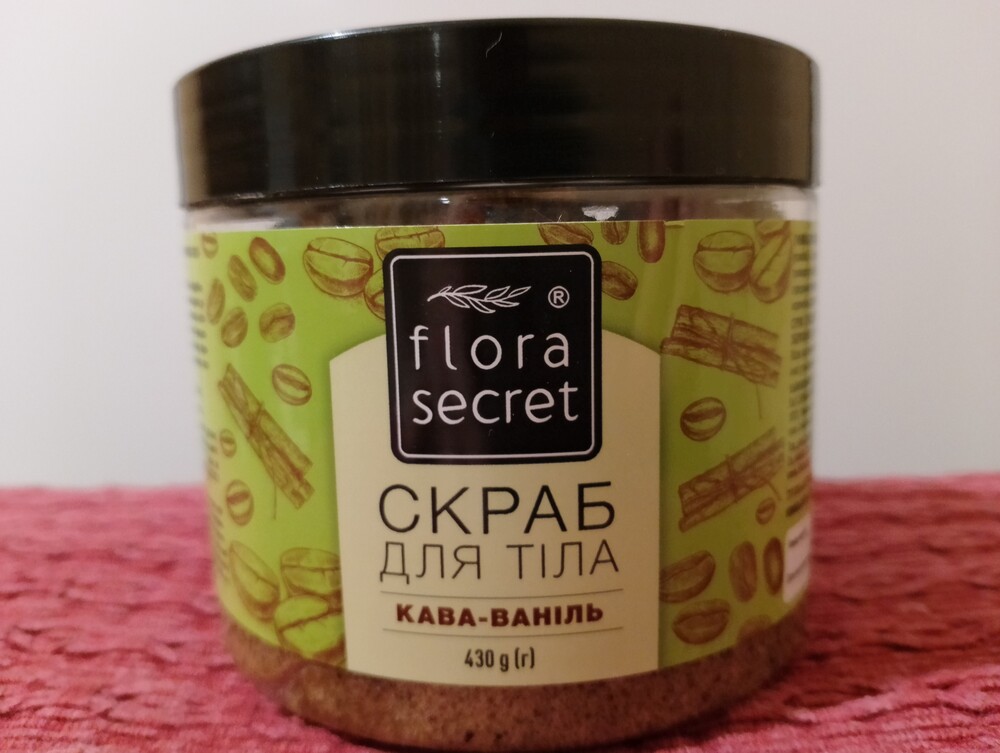 ®
flora
secret
СКРАБ
ДЛЯ ТІЛА
КАВА-ВАНІЛЬ
430 g (г)